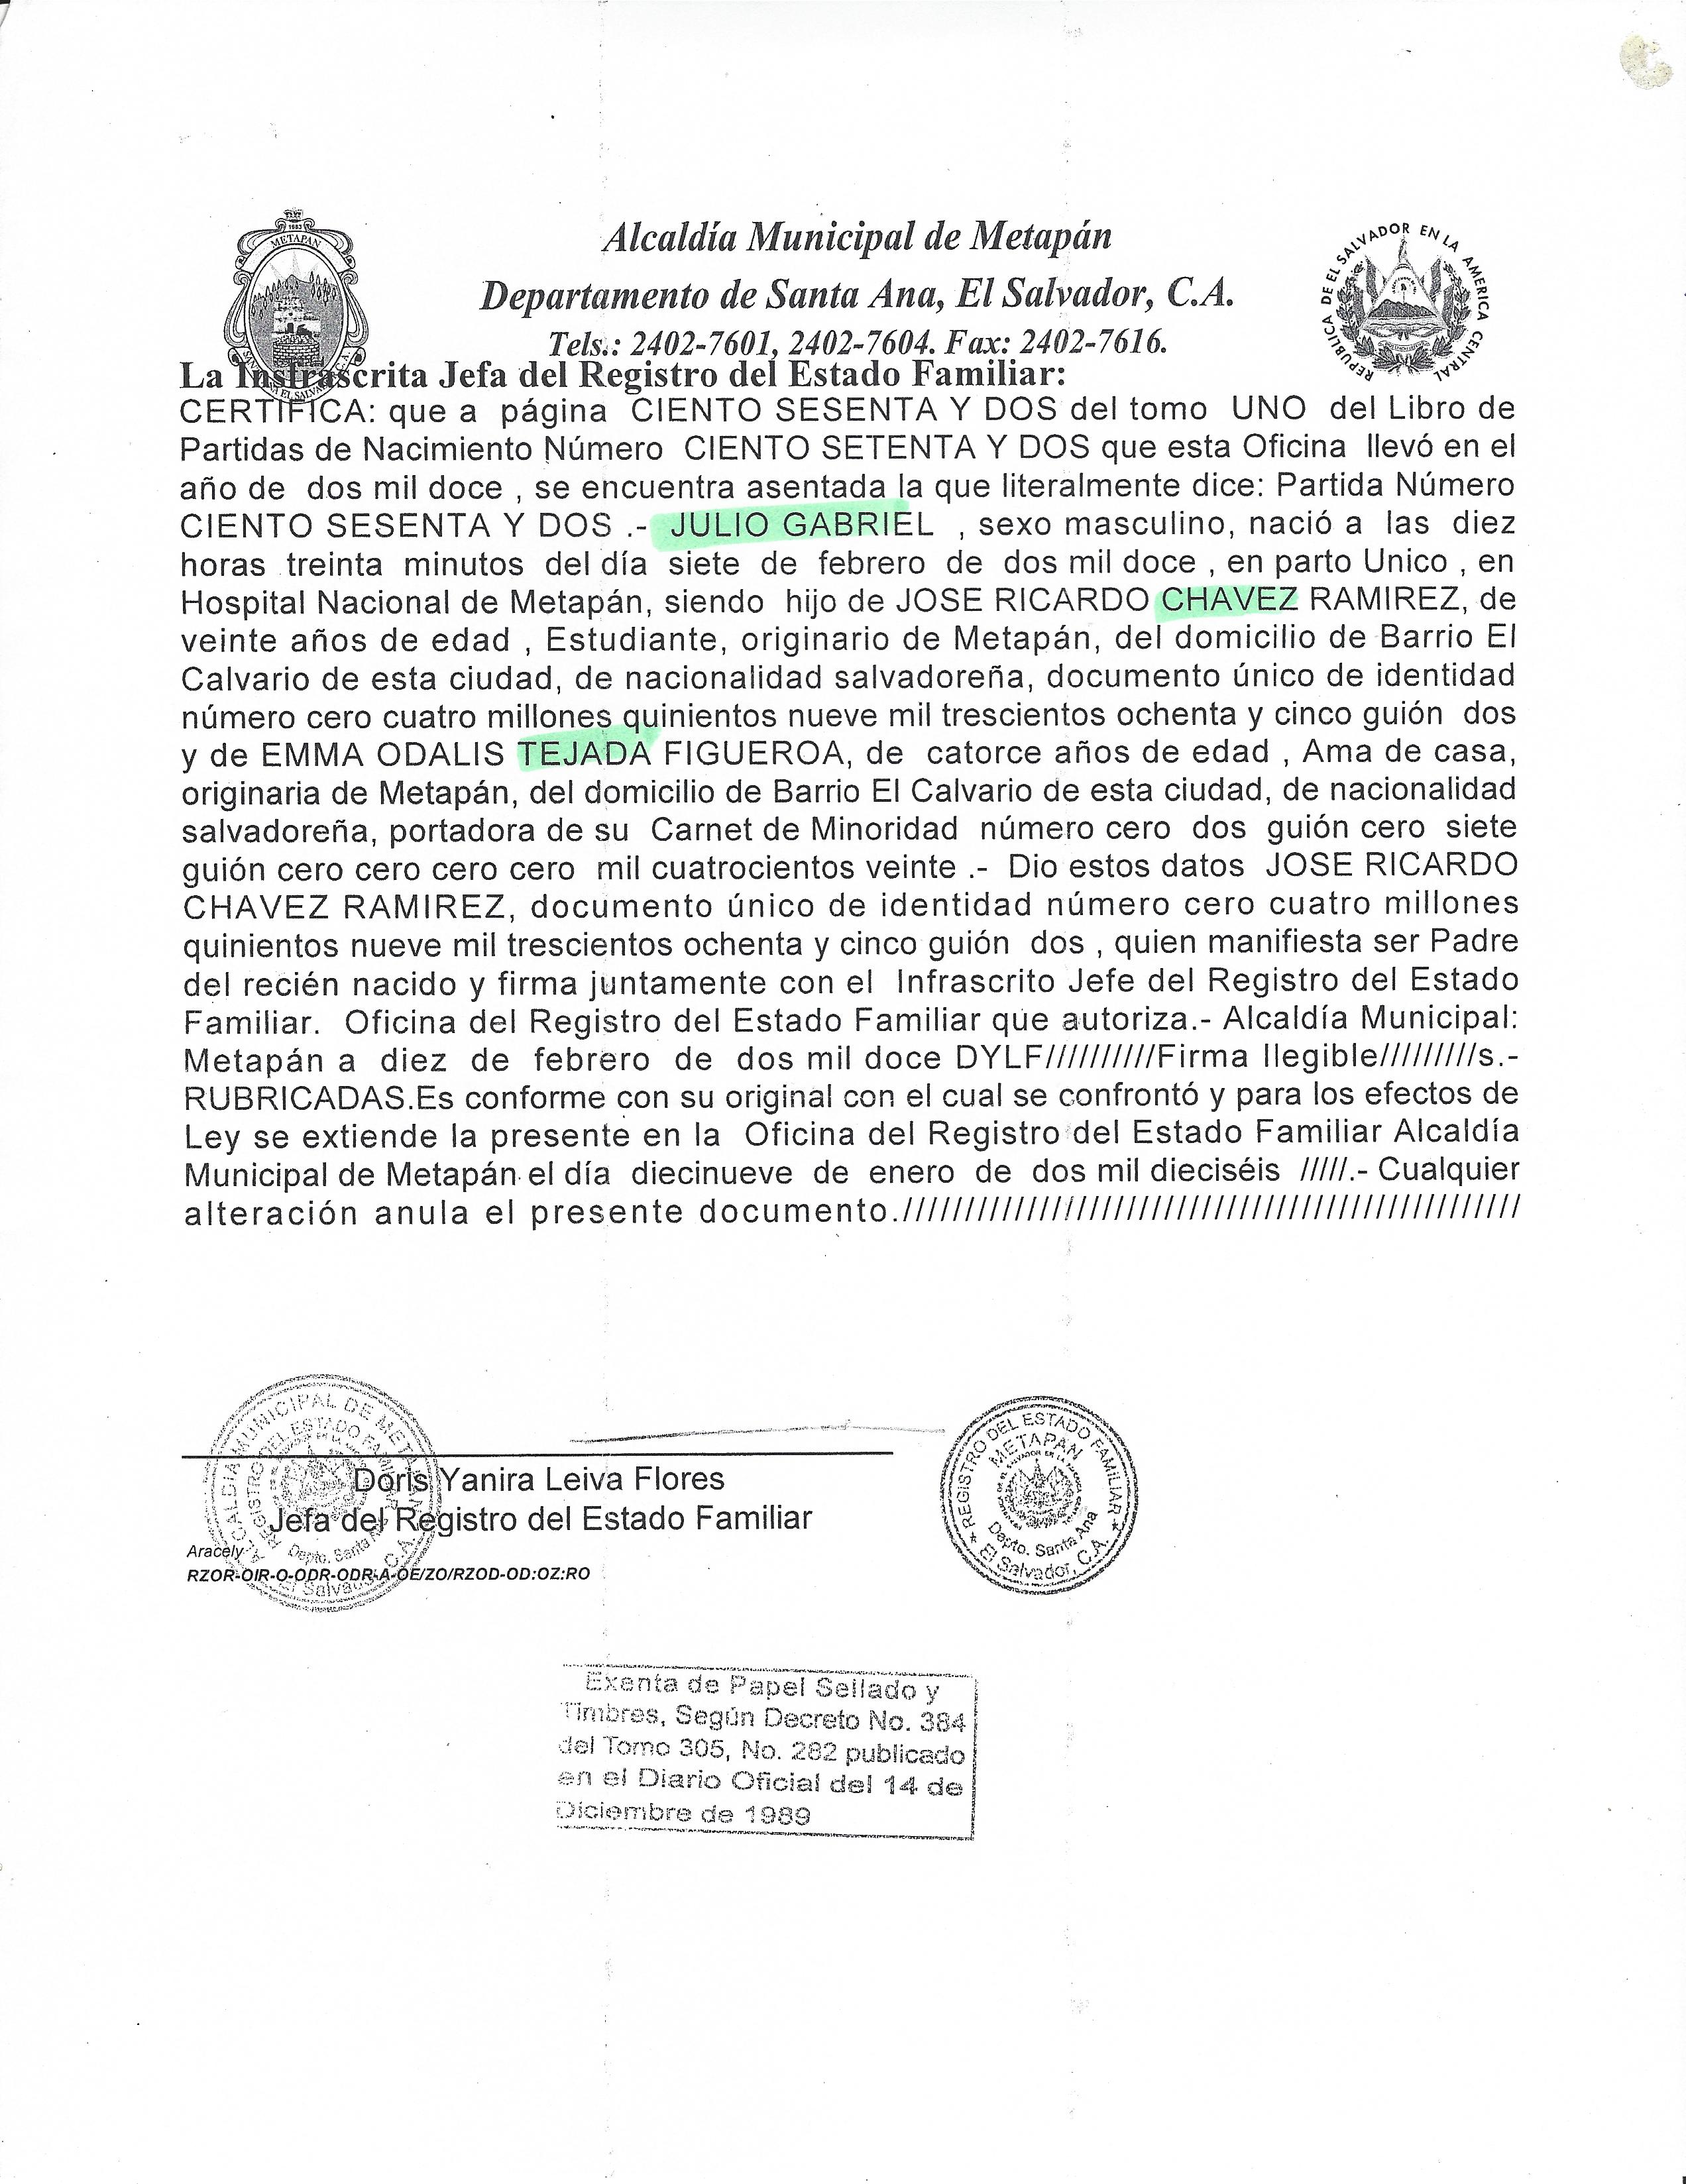 Alcaldía Municipal de Metapán
Departamento de Santa Ana, El Salvador, C.A.
Tels.: 2402-7601, 2402-7604. Fax: 2402-7616.
METAPAN
REPUBLICA DE EL SALVADOR EN LA AMERICA CENTRAL
La Insfrascrita Jefa del Registro del Estado Familiar:
CERTIFICA: que a página CIENTO SESENTA Y DOS del tomo UNO del Libro de
Partidas de Nacimiento Número CIENTO SETENTA Y DOS que esta Oficina llevó en el
año de dos mil doce , se encuentra asentada la que literalmente dice: Partida Número
CIENTO SESENTA Y DOS .- JULIO GABRIEL , sexo masculino, nació a las diez
horas treinta minutos del día siete de febrero de dos mil doce , en parto Unico , en
Hospital Nacional de Metapán, siendo hijo de JOSE RICARDO CHAVEZ RAMIREZ, de
veinte años de edad , Estudiante, originario de Metapán, del domicilio de Barrio El
Calvario de esta ciudad, de nacionalidad salvadoreña, documento único de identidad
número cero cuatro millones quinientos nueve mil trescientos ochenta y cinco guión dos
y de EMMA ODALIS TEJADA FIGUEROA, de catorce años de edad , Ama de casa,
originaria de Metapán, del domicilio de Barrio El Calvario de esta ciudad, de nacionalidad
salvadoreña, portadora de su Carnet de Minoridad número cero dos guión cero siete
guión cero cero cero cero mil cuatrocientos veinte .- Dio estos datos JOSE RICARDO
CHAVEZ RAMIREZ, documento único de identidad número cero cuatro millones
quinientos nueve mil trescientos ochenta y cinco guión dos , quien manifiesta ser Padre
del recién nacido y firma juntamente con el Infrascrito Jefe del Registro del Estado
Familiar. Oficina del Registro del Estado Familiar que autoriza.- Alcaldía Municipal:
Metapán a diez de febrero de dos mil doce DYLF//////////Firma Ilegible/////////s.-
RUBRICADAS.Es conforme con su original con el cual se confrontó y para los efectos de
Ley se extiende la presente en la Oficina del Registro del Estado Familiar Alcaldía
Municipal de Metapán el día diecinueve de enero de dos mil dieciséis /////.- Cualquier
alteración anula el presente documento.//////////////////////////////////////////////////
Doris Yanira Leiva Flores
Jefa del Registro del Estado Familiar
Aracely
RZOR-OIR-O-ODR-ODR-A-OE/ZO/RZOD-OD:OZ:RO
ALCALDIA MUNICIPAL DE METAPAN
REGISTRO DEL ESTADO FAMILIAR
Depto. Santa Ana
El Salvador, C.A.
REGISTRO DEL ESTADO FAMILIAR
METAPAN
Depto. Santa Ana
El Salvador, C.A.
Exenta de Papel Sellado y
Timbres, Según Decreto No. 384
del Tomo 305, No. 282 publicado
en el Diario Oficial del 14 de
Diciembre de 1989